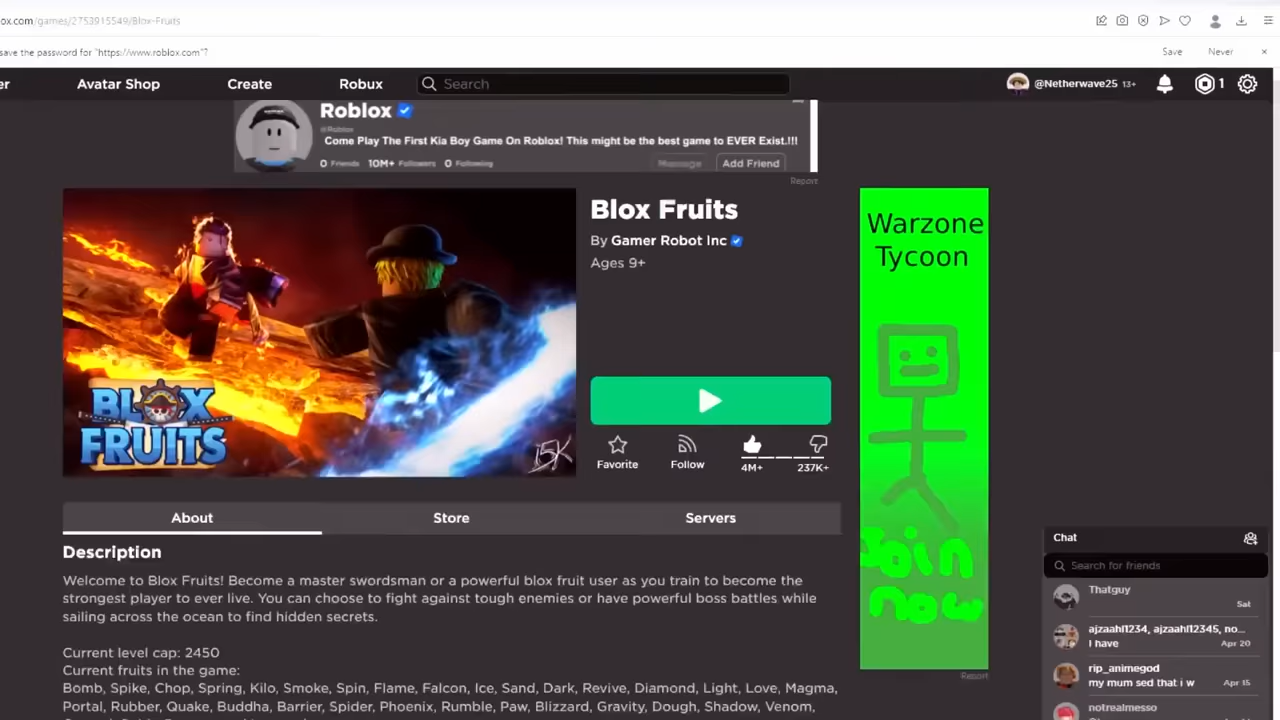 ox.com/games/2753915549/Blox-Fruits
save the password for "https://www.roblox.com"?
Save
Never
er
Avatar Shop
Create
Robux
Search
@Netherwave25 13+
1
Roblox
@Roblox
Come Play The First Kia Boy Game On Roblox! This might be the best game to EVER Exist.!!!
0 Friends 10M+ Followers 0 Following
Message
Add Friend
Report
Blox Fruits
By Gamer Robot Inc
Ages 9+
BLOX
FRUITS
15K
Favorite
Follow
4M+
237K+
Warzone
Tycoon
Join
now
Report
About
Store
Servers
Description
Welcome to Blox Fruits! Become a master swordsman or a powerful blox fruit user as you train to become the
strongest player to ever live. You can choose to fight against tough enemies or have powerful boss battles while
sailing across the ocean to find hidden secrets.
Current level cap: 2450
Current fruits in the game:
Bomb, Spike, Chop, Spring, Kilo, Smoke, Spin, Flame, Falcon, Ice, Sand, Dark, Revive, Diamond, Light, Love, Magma,
Portal, Rubber, Quake, Buddha, Barrier, Spider, Phoenix, Rumble, Paw, Blizzard, Gravity, Dough, Shadow, Venom,
Chat
Search for friends
Thatguy
Sat
ajzaahl1234, ajzaahl12345, no...
I have
Apr 20
rip_animegod
my mum sed that i w
Apr 15
notrealmesso